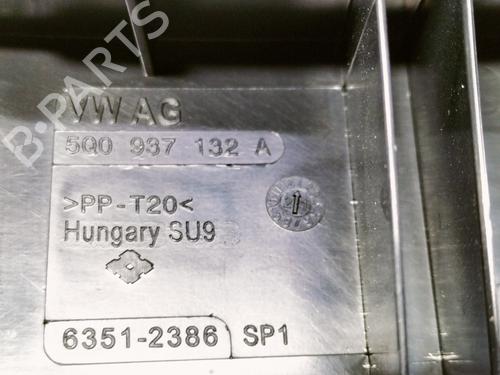 B-PARTS
VW AG
5Q0 937 132 A
>PP-T20<
Hungary SU9
6351-2386 SP1